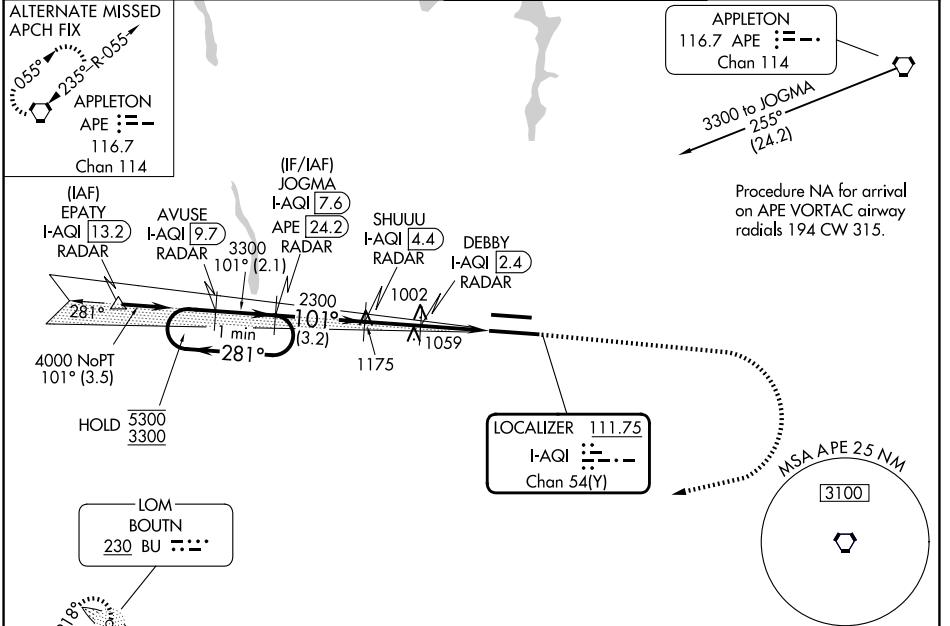 ALTERNATE MISSED
APCH FIX
055°
235°
R-055
APPLETON
APE
116.7
Chan 114
APPLETON
116.7 APE
Chan 114
3300 to JOGMA
255°
(24.2)
Procedure NA for arrival
on APE VORTAC airway
radials 194 CW 315.
(IAF)
EPATY
I-AQI 13.2
RADAR
AVUSE
I-AQI 9.7
RADAR
3300
101° (2.1)
(IF/IAF)
JOGMA
I-AQI 7.6
APE 24.2
RADAR
SHUUU
I-AQI 4.4
RADAR
DEBBY
I-AQI 2.4
RADAR
281°
4000 NoPT
101° (3.5)
1 min
281°
2300
101°
(3.2)
1002
1059
1175
HOLD 5300
3300
LOCALIZER 111.75
I-AQI
Chan 54(Y)
MSA APE 25 NM
3100
LOM
BOUTN
230 BU